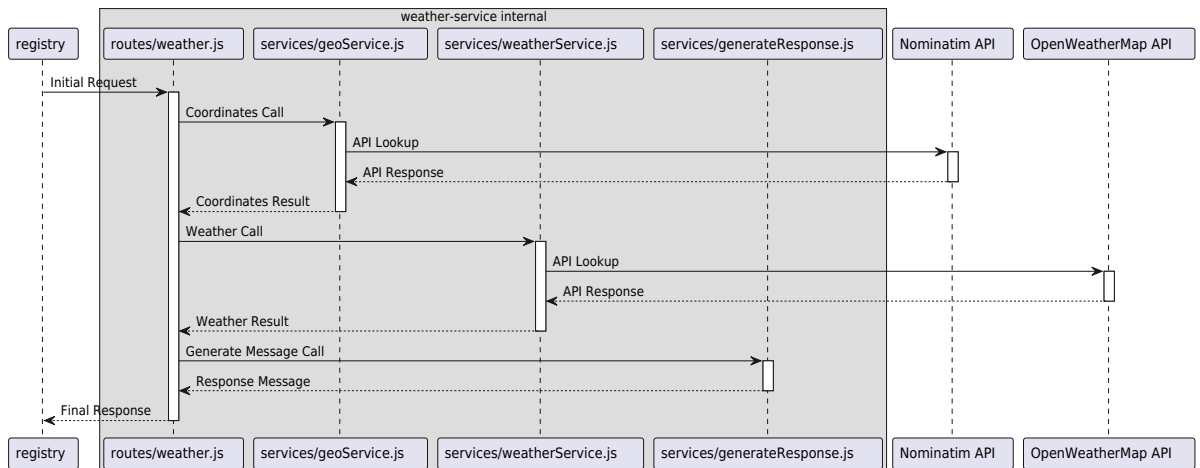 weather-service internal
registry
routes/weather.js
services/geoService.js
services/weatherService.js
services/generateResponse.js
Nominatim API
OpenWeatherMap API
Initial Request
Coordinates Call
API Lookup
API Response
Coordinates Result
Weather Call
API Lookup
API Response
Weather Result
Generate Message Call
Response Message
Final Response
registry
routes/weather.js
services/geoService.js
services/weatherService.js
services/generateResponse.js
Nominatim API
OpenWeatherMap API